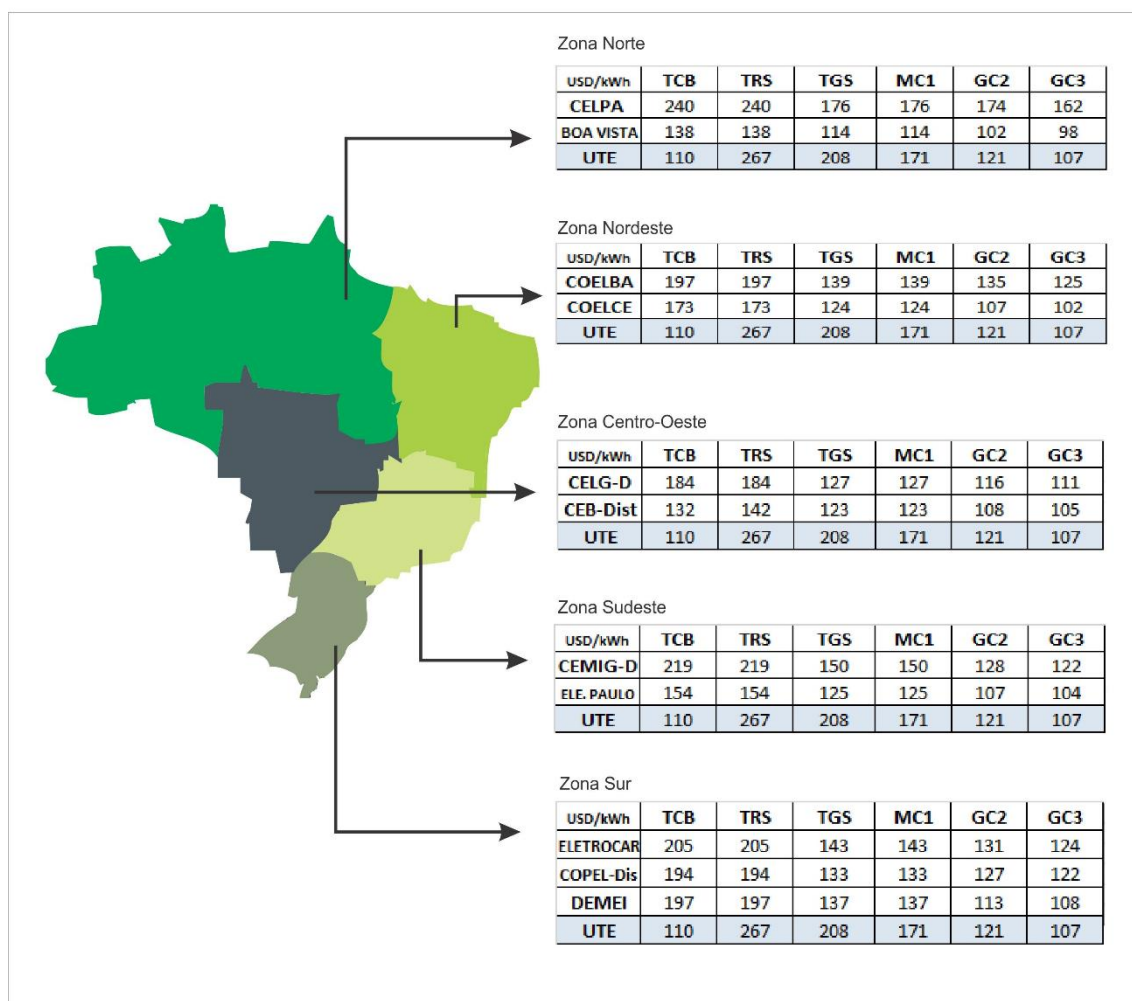 Zona Norte
USD/kWh TCB TRS TGS MC1 GC2 GC3
CELPA 240 240 176 176 174 162
BOA VISTA 138 138 114 114 102 98
UTE 110 267 208 171 121 107
Zona Nordeste
USD/kWh TCB TRS TGS MC1 GC2 GC3
COELBA 197 197 139 139 135 125
COELCE 173 173 124 124 107 102
UTE 110 267 208 171 121 107
Zona Centro-Oeste
USD/kWh TCB TRS TGS MC1 GC2 GC3
CELG-D 184 184 127 127 116 111
CEB-Dist 132 142 123 123 108 105
UTE 110 267 208 171 121 107
Zona Sudeste
USD/kWh TCB TRS TGS MC1 GC2 GC3
CEMIG-D 219 219 150 150 128 122
ELE. PAULO 154 154 125 125 107 104
UTE 110 267 208 171 121 107
Zona Sur
USD/kWh TCB TRS TGS MC1 GC2 GC3
ELETROCAR 205 205 143 143 131 124
COPEL-Dis 194 194 133 133 127 122
DEMEI 197 197 137 137 113 108
UTE 110 267 208 171 121 107